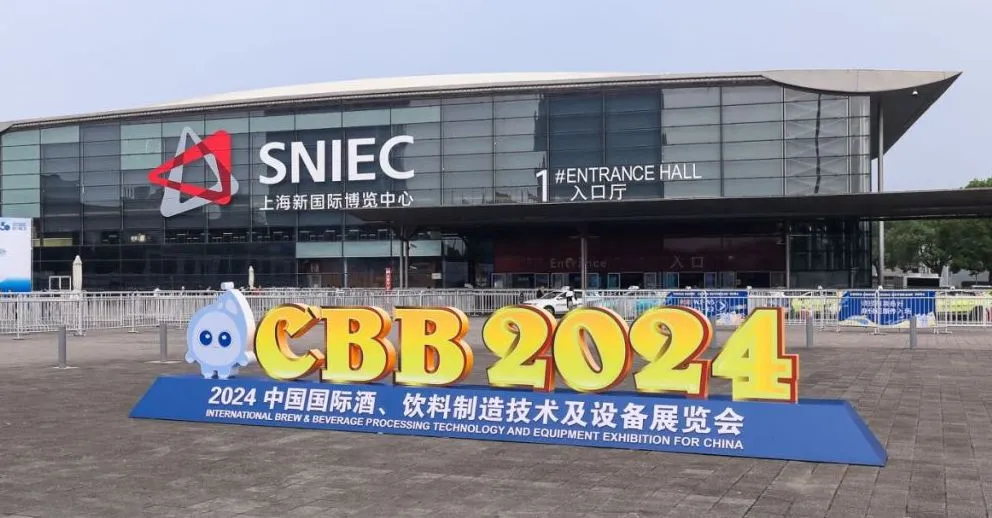 SNIEC
上海新国际博览中心
1 #ENTRANCE HALL
入口厅
Entrance 入口
CBB 2024
2024 中国国际酒、饮料制造技术及设备展览会
INTERNATIONAL BREW & BEVERAGE PROCESSING TECHNOLOGY AND EQUIPMENT EXHIBITION FOR CHINA